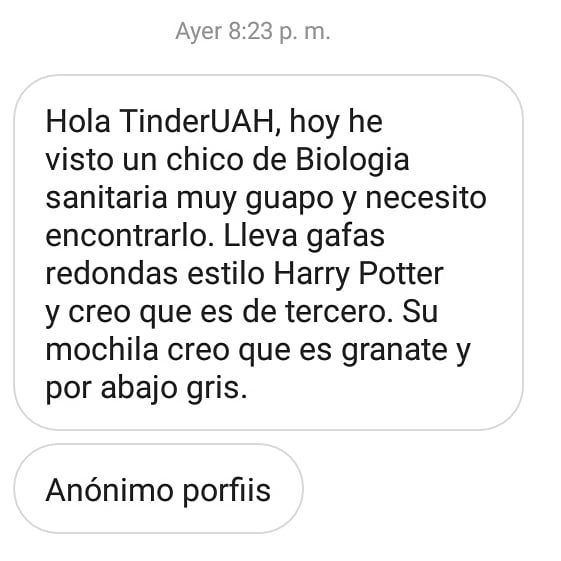 Ayer 8:23 p. m.
Hola TinderUAH, hoy he
visto un chico de Biologia
sanitaria muy guapo y necesito
encontrarlo. Lleva gafas
redondas estilo Harry Potter
y creo que es de tercero. Su
mochila creo que es granate y
por abajo gris.
Anónimo porfiis